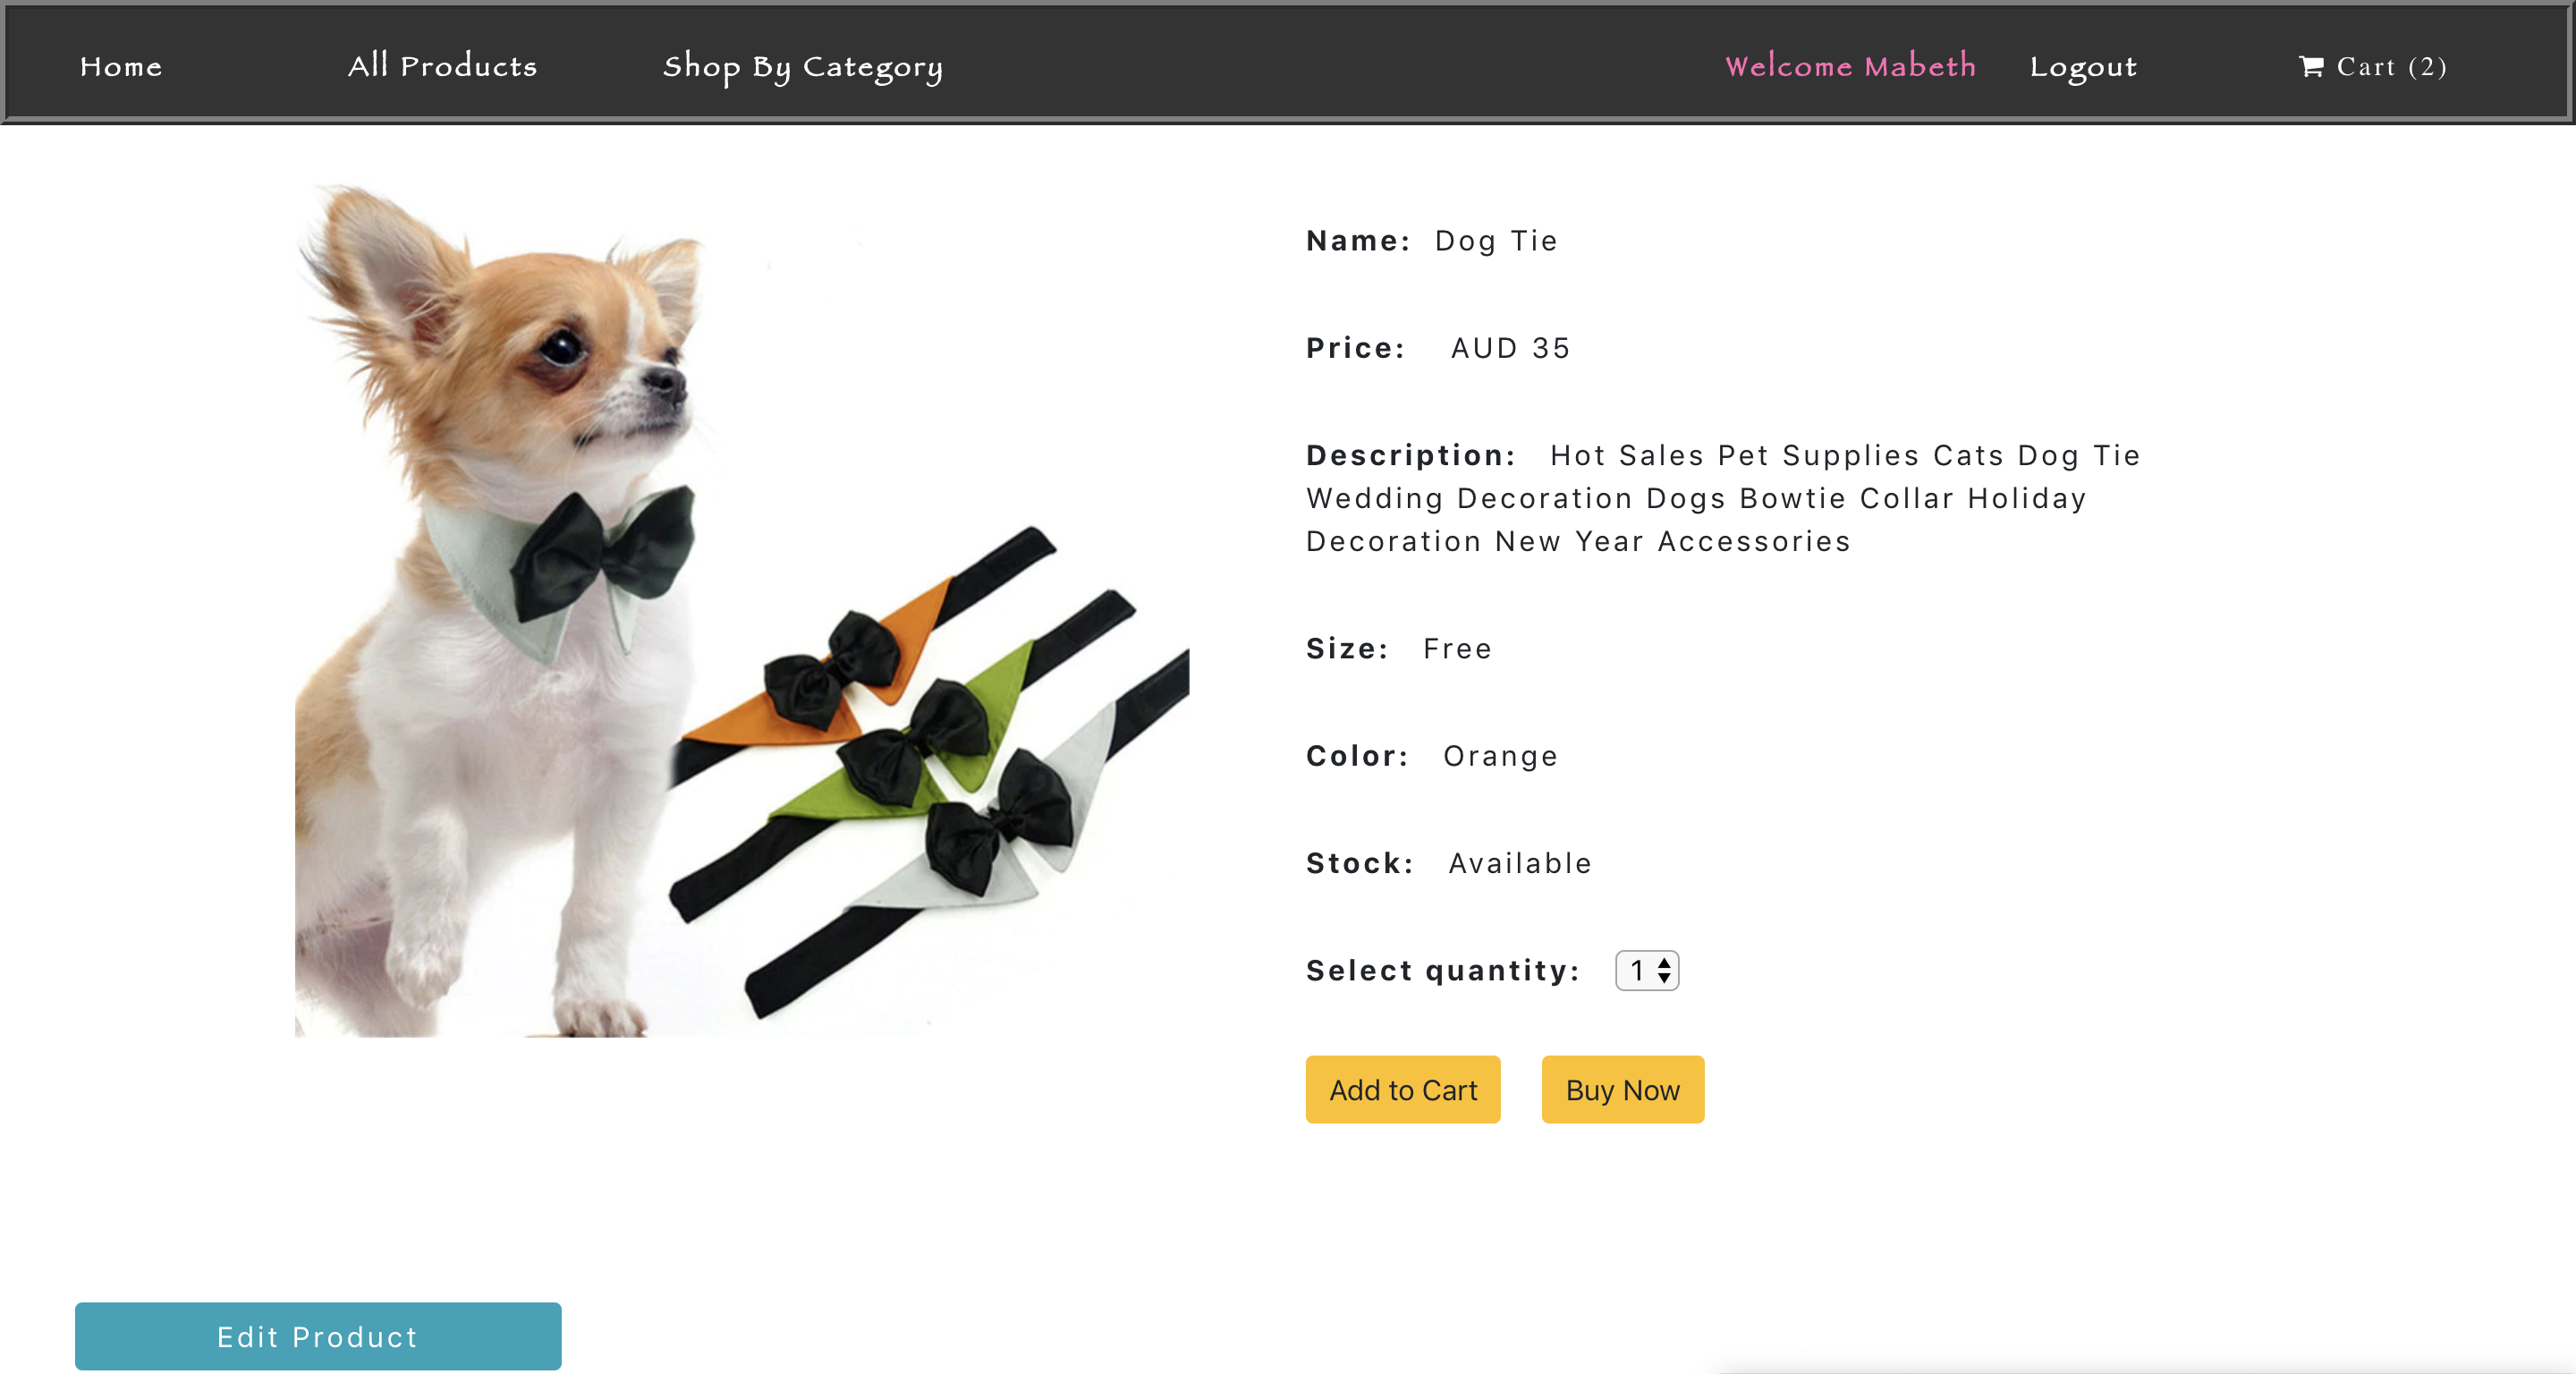 Home All Products Shop By Category Welcome Mabeth Logout Cart (2)
Name: Dog Tie
Price: AUD 35
Description: Hot Sales Pet Supplies Cats Dog Tie
Wedding Decoration Dogs Bowtie Collar Holiday
Decoration New Year Accessories
Size: Free
Color: Orange
Stock: Available
Select quantity: 1
Add to Cart Buy Now
Edit Product